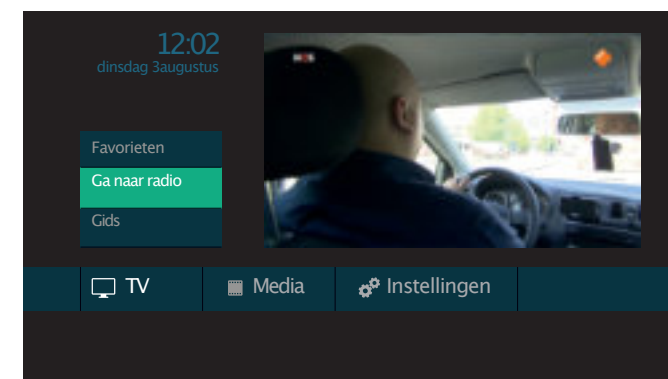 12:02
dinsdag 3augustus
Favorieten
Ga naar radio
Gids
TV
Media
Instellingen